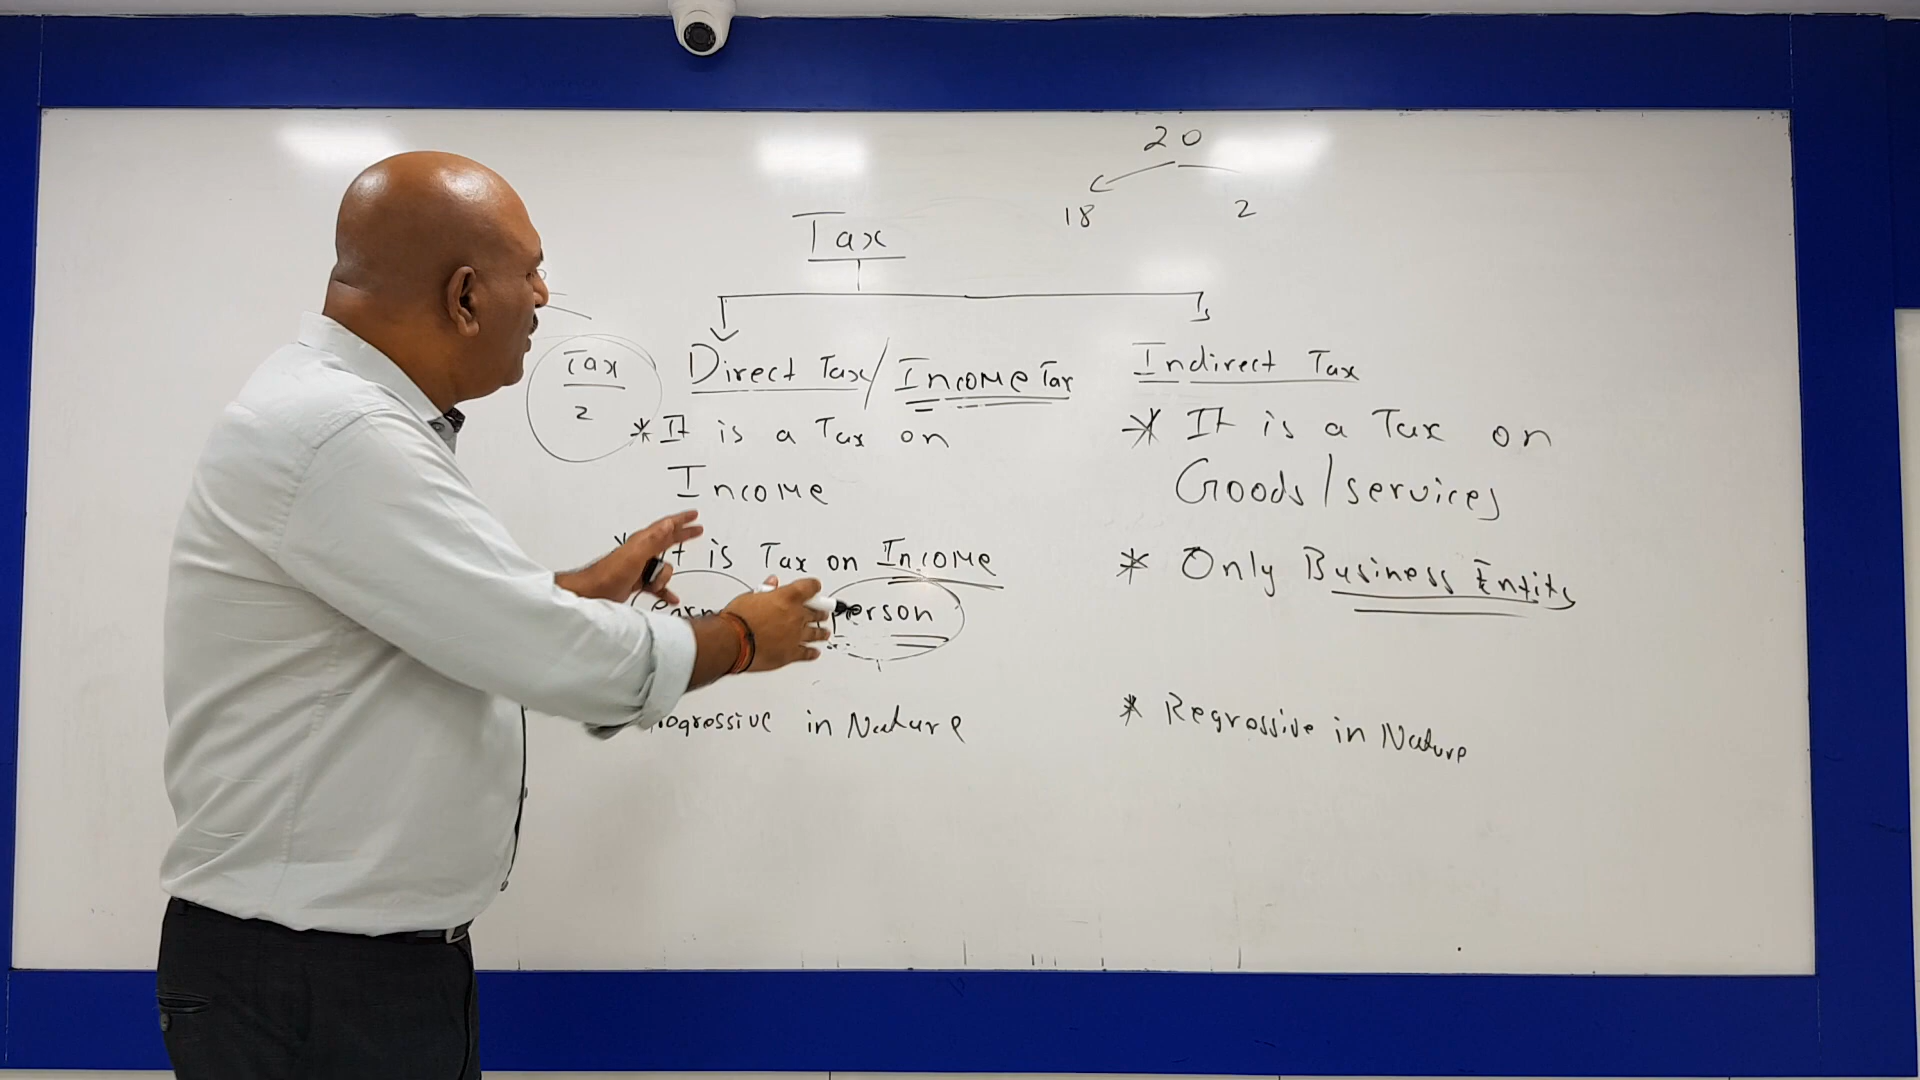 20
18 2
Tax
Tax
2
Direct Tax/Income Tax
* It is a Tax on
Income
* It is Tax on Income
person
in Nature
Indirect Tax
* It is a Tax on
Goods/services
* Only Business Entity
* Regressive in Nature